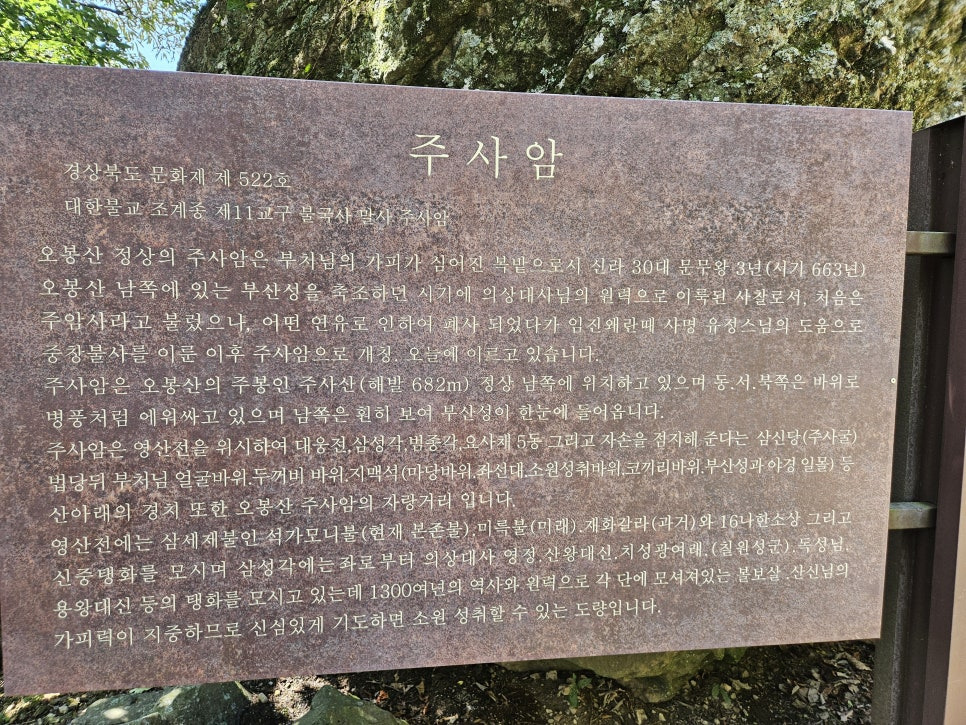 주사암
경상북도 문화재 제 522호
대한불교 조계종 제11교구 불국사 말사 주사암
오봉산 정상의 주사암은 부처님의 가피가 심어진 복밭으로서 신라 30대 문무왕 3년(서기 663년)
오봉산 남쪽에 있는 부산성을 축조하던 시기에 의상대사님의 원력으로 이룩된 사찰로서, 처음은
주암사라고 불렀으나, 어떤 연유로 인하여 폐사 되었다가 임진왜란때 사명 유정스님의 도움으로
중창불사를 이룬 이후 주사암으로 개칭. 오늘에 이르고 있습니다.
주사암은 오봉산의 주봉인 주사산(해발 682m) 정상 남쪽에 위치하고 있으며 동.서.북쪽은 바위로
병풍처럼 에워싸고 있으며 남쪽은 훤히 보여 부산성이 한눈에 들어옵니다.
주사암은 영산전을 위시하여 대웅전,삼성각,범종각,요사채 5동 그리고 자손을 점지해 준다는 삼신당(주사굴)
법당뒤 부처님 얼굴바위.두꺼비 바위.지맥석(마당바위,좌선대,소원성취바위,코끼리바위,부산성과 야경 일몰) 등
산아래의 경치 또한 오봉산 주사암의 자랑거리 입니다.
영산전에는 삼세제불인 석가모니불(현재 본존불).미륵불(미래).재화갈라(과거)와 16나한소상 그리고
신중탱화를 모시며 삼성각에는 좌로부터 의상대사 영정.산왕대신.치성광여래.(칠원성군).독성님.
용왕대신 등의 탱화를 모시고 있는데 1300여년의 역사와 원력으로 각 단에 모셔져있는 불보살.산신님의
가피력이 지중하므로 신심있게 기도하면 소원 성취할 수 있는 도량입니다.